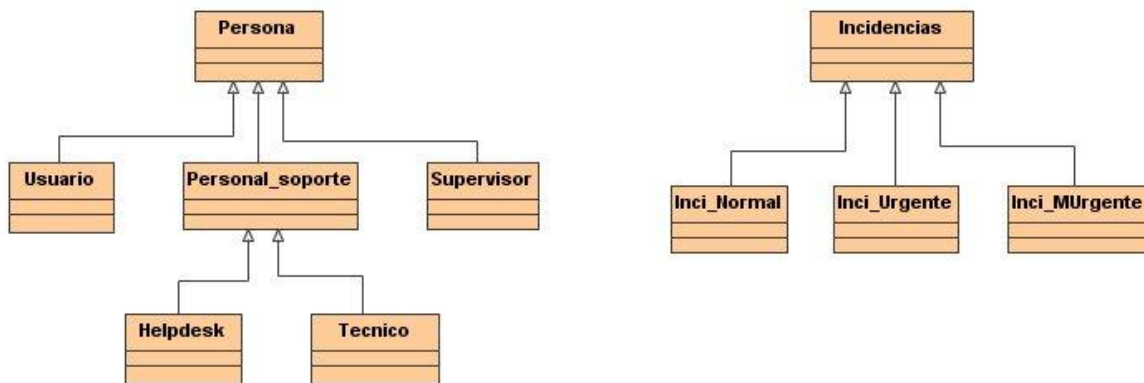 Persona
Incidencias
Usuario
Personal_soporte
Supervisor
Inci_Normal
Inci_Urgente
Inci_MUrgente
Helpdesk
Tecnico